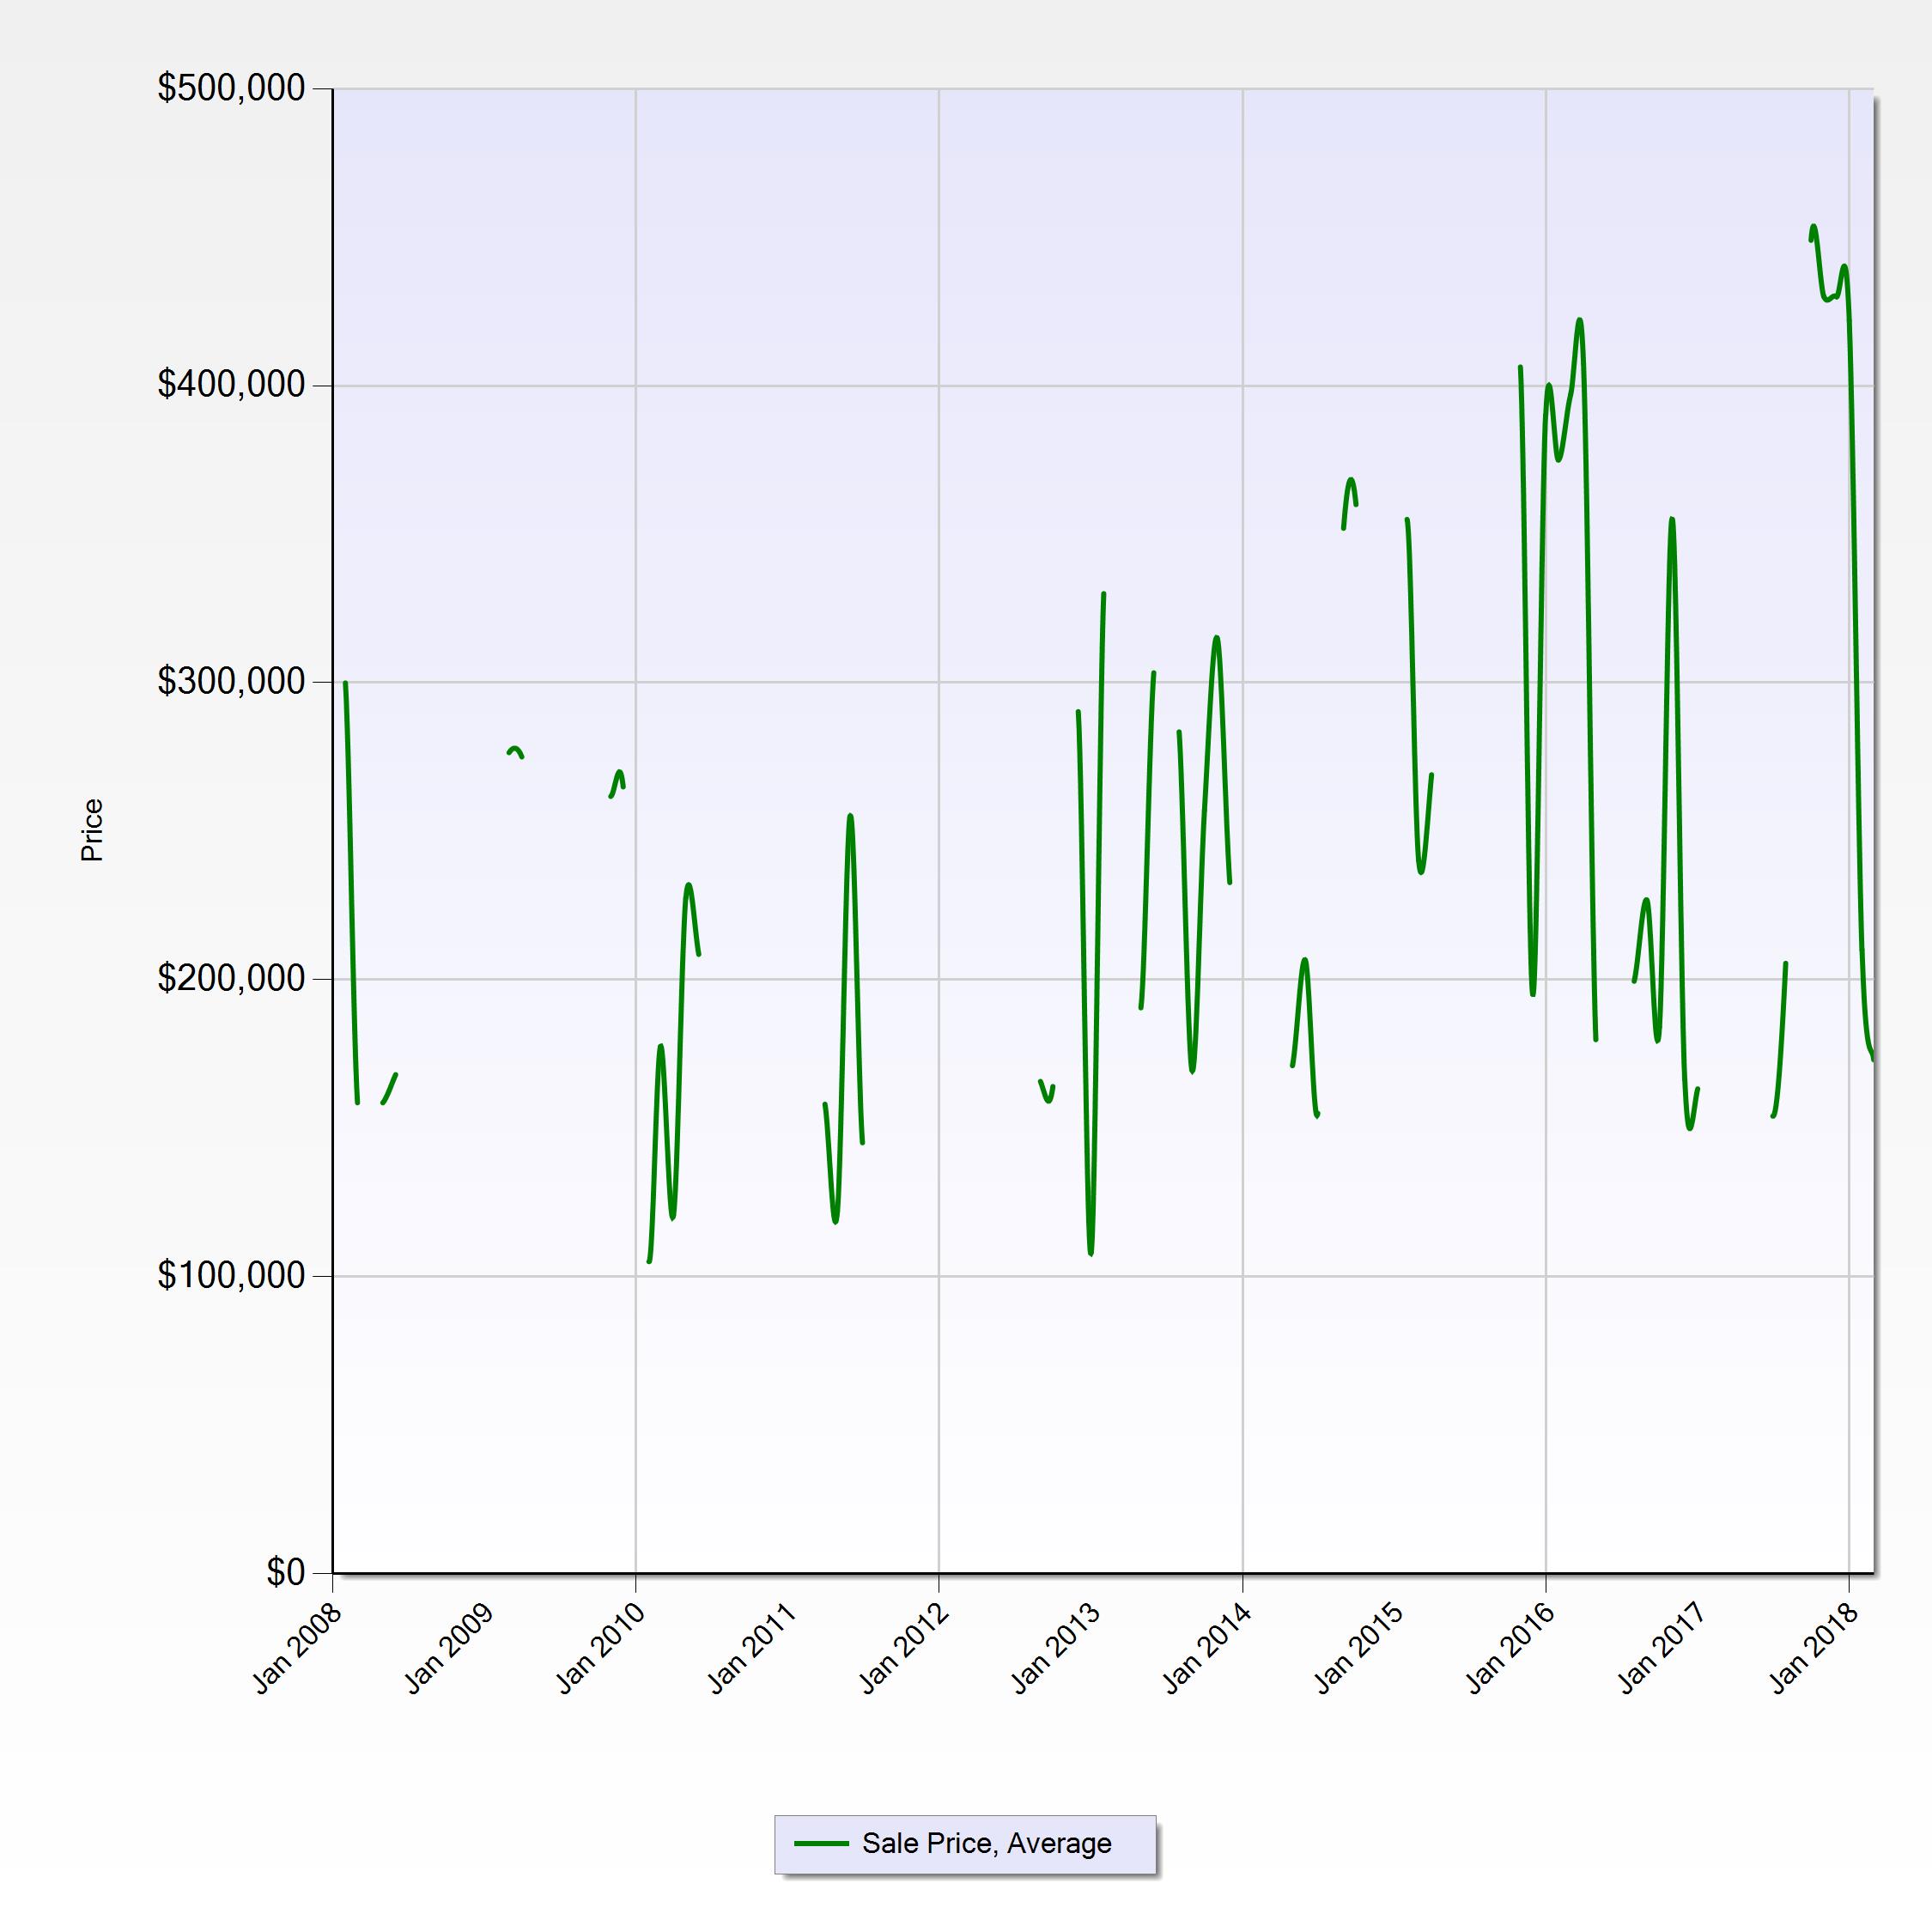 $500,000
$400,000
$300,000
$200,000
$100,000
$0
Price
Jan 2008
Jan 2009
Jan 2010
Jan 2011
Jan 2012
Jan 2013
Jan 2014
Jan 2015
Jan 2016
Jan 2017
Jan 2018
Sale Price, Average